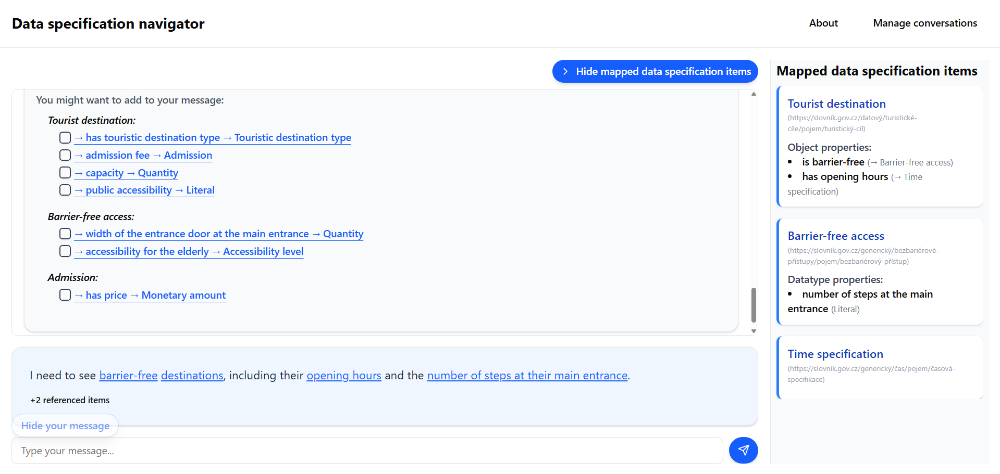 Data specification navigator
About
Manage conversations
Hide mapped data specification items
You might want to add to your message:
Tourist destination:
→ has touristic destination type → Touristic destination type
→ admission fee → Admission
→ capacity → Quantity
→ public accessibility → Literal
Barrier-free access:
→ width of the entrance door at the main entrance → Quantity
→ accessibility for the elderly → Accessibility level
Admission:
→ has price → Monetary amount
I need to see barrier-free destinations, including their opening hours and the number of steps at their main entrance.
+2 referenced items
Hide your message
Type your message...
Mapped data specification items
Tourist destination
(https://slovník.gov.cz/datový/turistické-
cíle/pojem/turistický-cíl)
Object properties:
• is barrier-free (→ Barrier-free access)
• has opening hours (→ Time
specification)
Barrier-free access
(https://slovník.gov.cz/generický/bezbariérové-
přístupy/pojem/bezbariérový-přístup)
Datatype properties:
• number of steps at the main
entrance (Literal)
Time specification
(https://slovník.gov.cz/generický/čas/pojem/časová-
specifikace)